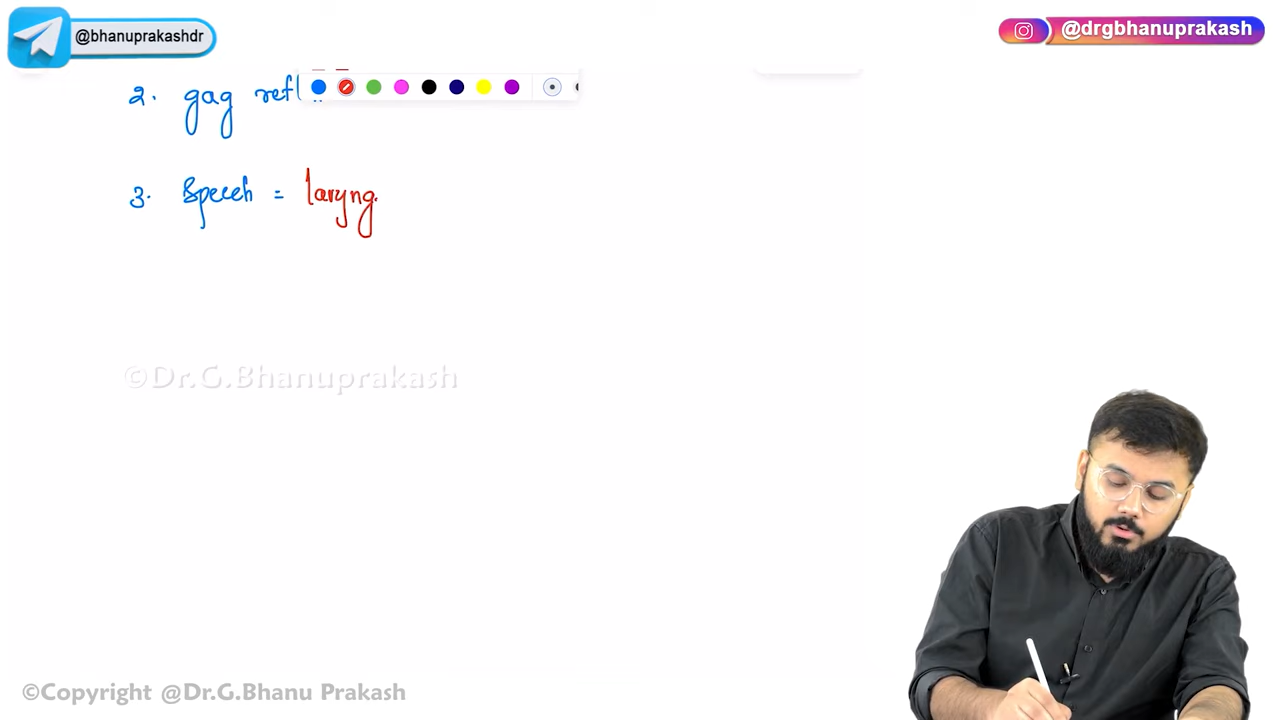 @bhanuprakashdr
@drgbhanuprakash
2. gag refl
3. Speech = laryng.
©Dr.G.Bhanuprakash
©Copyright @Dr.G.Bhanu Prakash